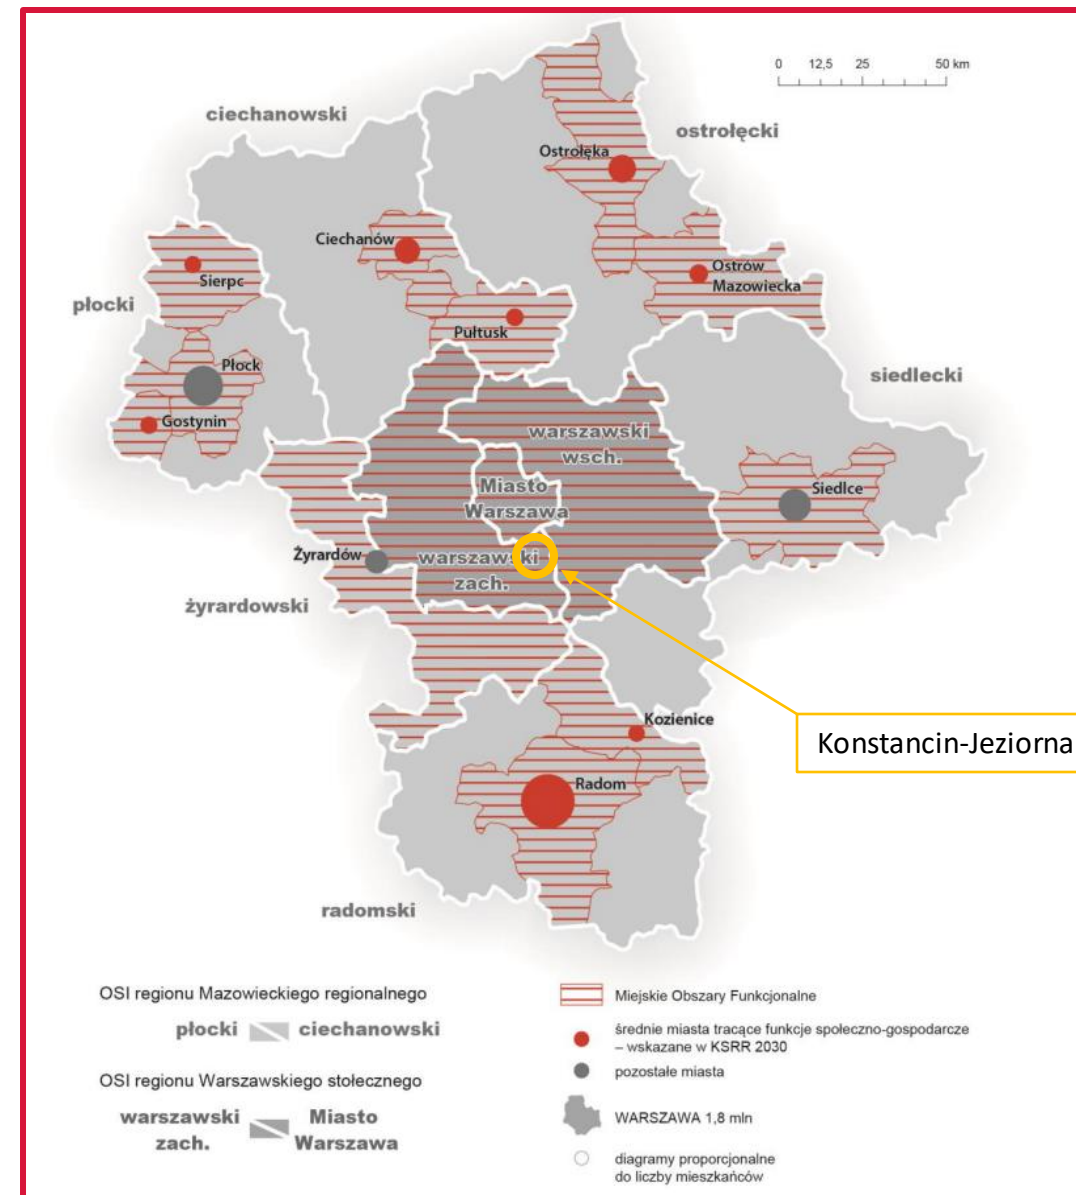 0 12,5 25 50 km
ciechanowski
ostrołęcki
Ostrołęka
Ciechanów
Sierpc
Ostrów
Mazowiecka
płocki
Pułtusk
Płock
siedlecki
Gostynin
warszawski
wsch.
Miasto
Warszawa
Siedlce
Żyrardów
warszawski
zach.
żyrardowski
Kozienice
Konstancin-Jeziorna
Radom
radomski
OSI regionu Mazowieckiego regionalnego
płocki ciechanowski
OSI regionu Warszawskiego stołecznego
warszawski
zach.
Miasto
Warszawa
Miejskie Obszary Funkcjonalne
średnie miasta tracące funkcje społeczno-gospodarcze
– wskazane w KSRR 2030
pozostałe miasta
WARSZAWA 1,8 mln
diagramy proporcjonalne
do liczby mieszkańców